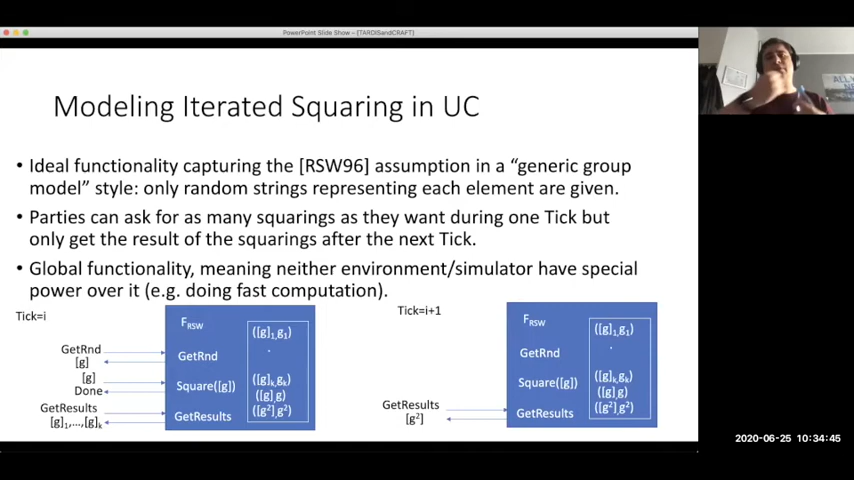 PowerPoint Slide Show - [TARDISandCRAFT]
Modeling Iterated Squaring in UC
• Ideal functionality capturing the [RSW96] assumption in a “generic group
model” style: only random strings representing each element are given.
• Parties can ask for as many squarings as they want during one Tick but
only get the result of the squarings after the next Tick.
• Global functionality, meaning neither environment/simulator have special
power over it (e.g. doing fast computation).
Tick=i
GetRnd
[g]
[g]
Done
GetResults
[g]₁,…,[g]ₖ
F_RSW
GetRnd
Square([g])
GetResults
([g]₁,g₁)
.
([g]ₖ,gₖ)
([g],g)
([g²],g²)
Tick=i+1
GetResults
[g²]
F_RSW
GetRnd
Square([g])
GetResults
([g]₁,g₁)
.
([g]ₖ,gₖ)
([g],g)
([g²],g²)
2020-06-25 10:34:45